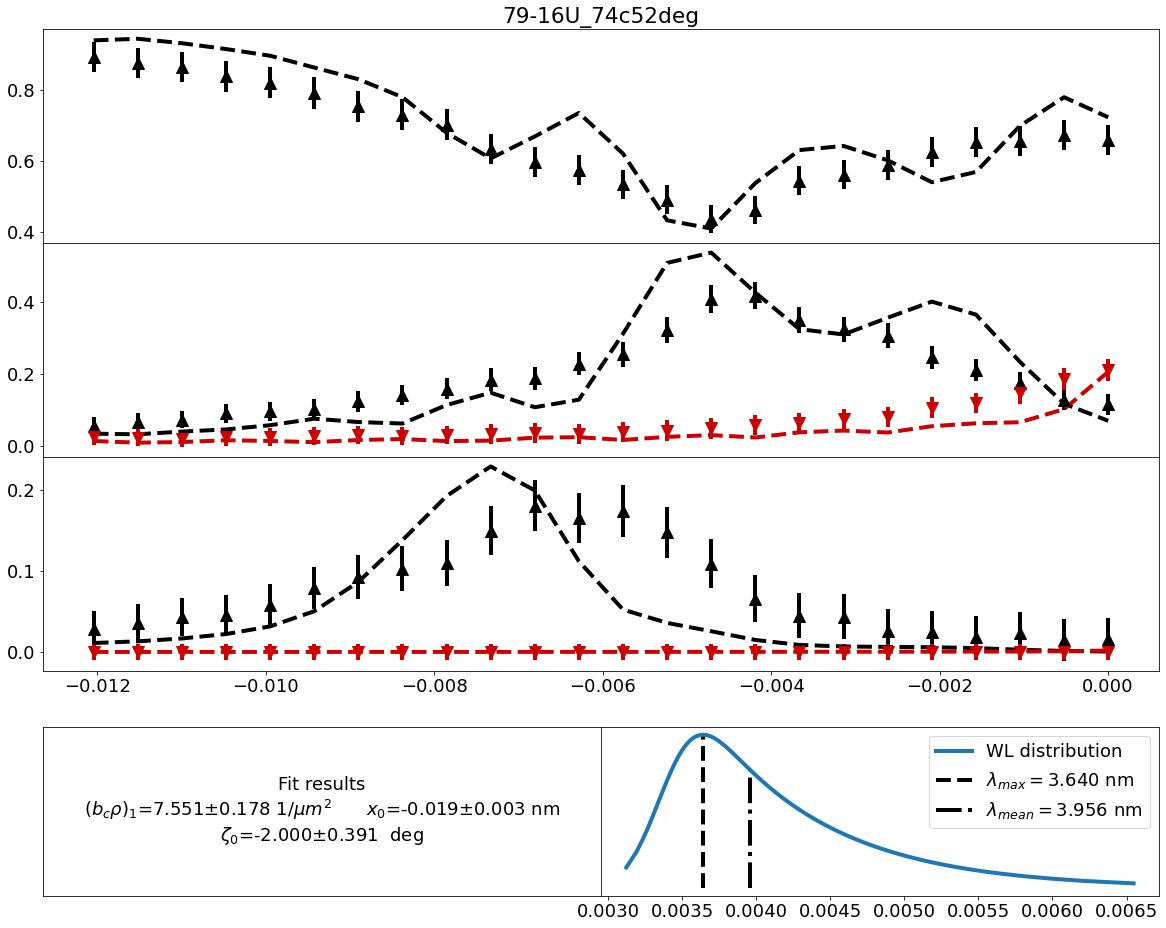 79-16U_74c52deg
0.8
0.6
0.4
0.4
0.2
0.0
0.2
0.1
0.0
−0.012 −0.010 −0.008 −0.006 −0.004 −0.002 0.000
Fit results
(b_cρ)_1=7.551±0.178 1/μm^2 x_0=-0.019±0.003 nm
ζ_0=-2.000±0.391 deg
WL distribution
λ_max = 3.640 nm
λ_mean = 3.956 nm
0.0030 0.0035 0.0040 0.0045 0.0050 0.0055 0.0060 0.0065